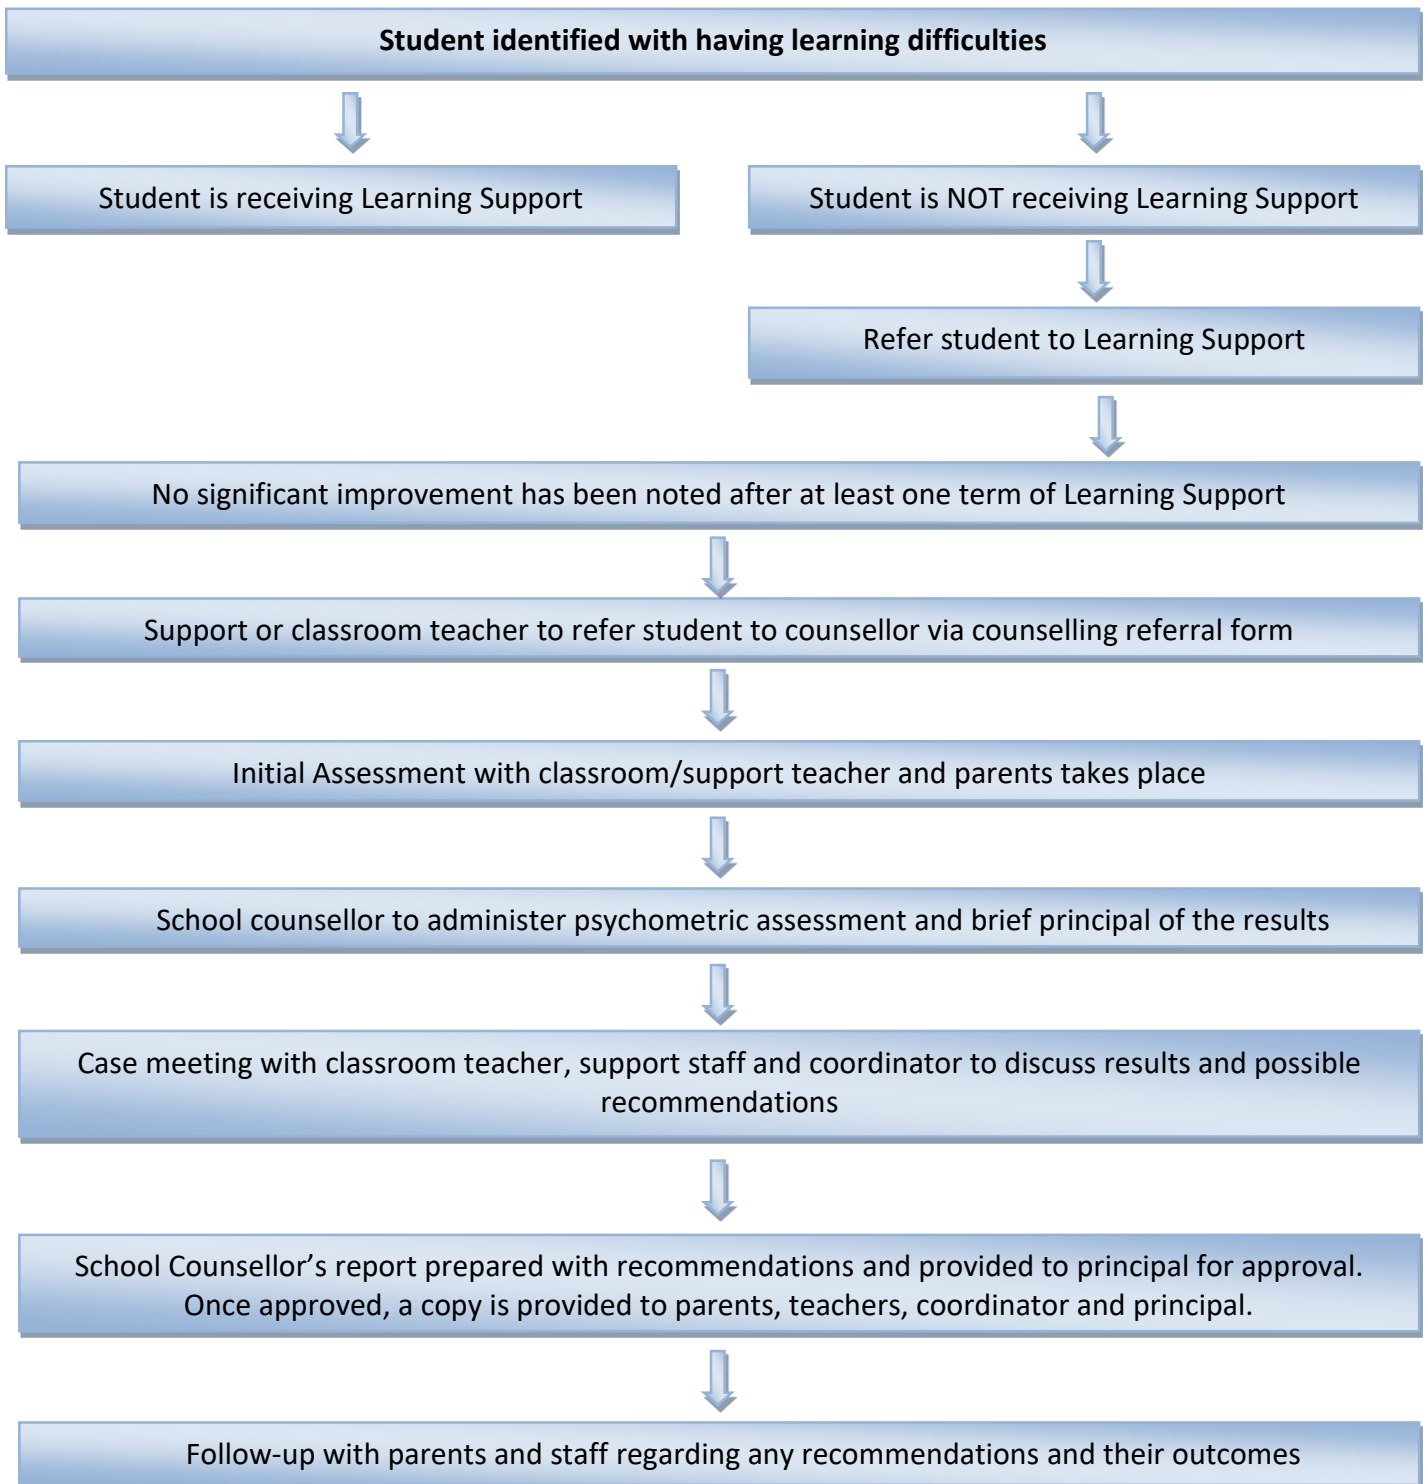 Student identified with having learning difficulties
Student is receiving Learning Support
Student is NOT receiving Learning Support
Refer student to Learning Support
No significant improvement has been noted after at least one term of Learning Support
Support or classroom teacher to refer student to counsellor via counselling referral form
Initial Assessment with classroom/support teacher and parents takes place
School counsellor to administer psychometric assessment and brief principal of the results
Case meeting with classroom teacher, support staff and coordinator to discuss results and possible
recommendations
School Counsellor’s report prepared with recommendations and provided to principal for approval.
Once approved, a copy is provided to parents, teachers, coordinator and principal.
Follow-up with parents and staff regarding any recommendations and their outcomes